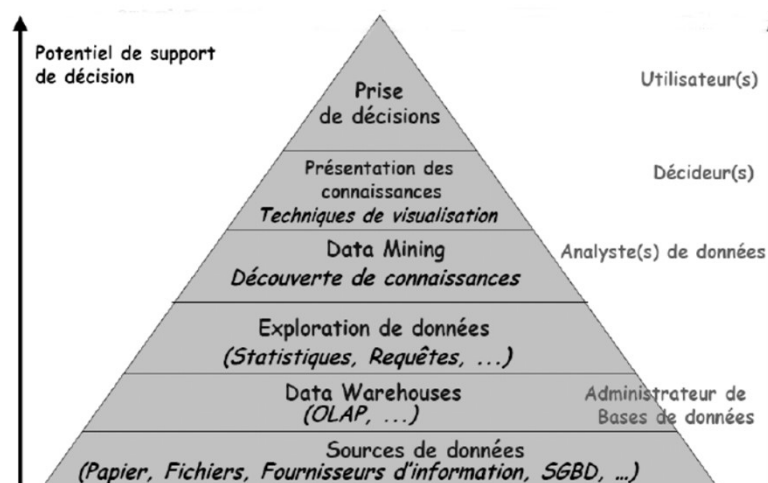 Potentiel de support
de décision
Prise
de décisions
Utilisateur(s)
Présentation des
connaissances
Techniques de visualisation
Décideur(s)
Data Mining
Découverte de connaissances
Analyste(s) de données
Exploration de données
(Statistiques, Requêtes, ...)
Data Warehouses
(OLAP, ...)
Administrateur de
Bases de données
Sources de données
(Papier, Fichiers, Fournisseurs d'information, SGBD, ...)